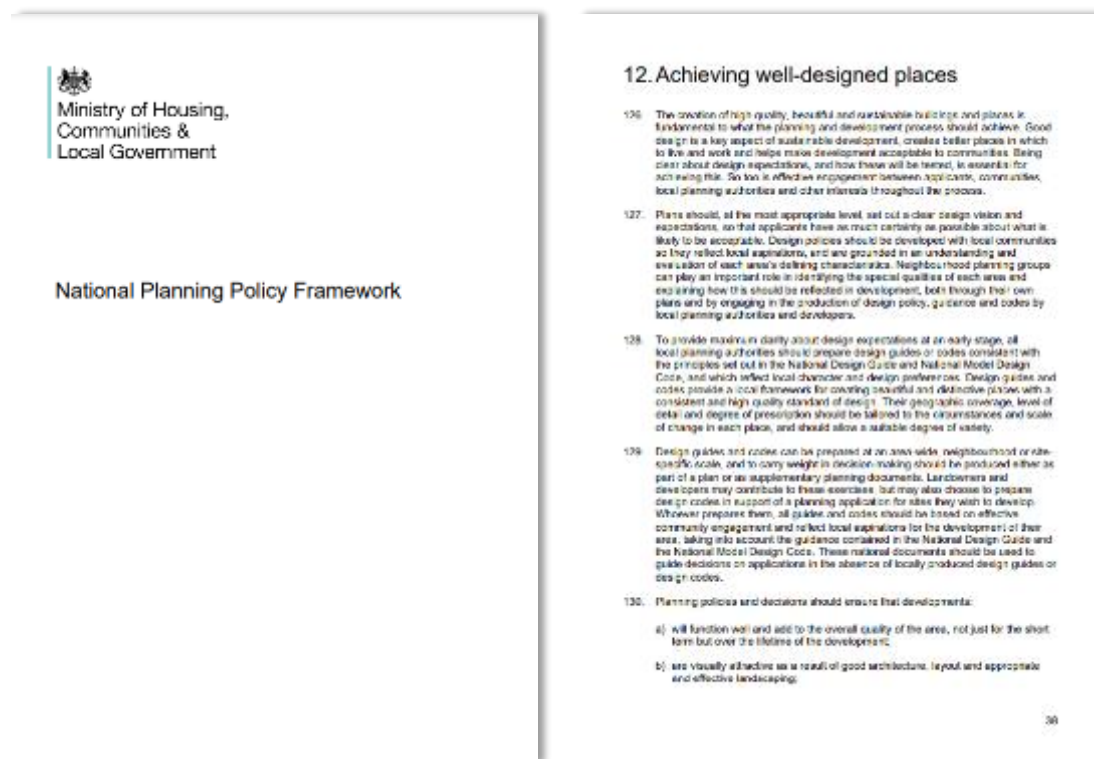 Ministry of Housing,
Communities &
Local Government
National Planning Policy Framework
12. Achieving well-designed places
126. The creation of high quality, beautiful and sustainable buildings and places is
fundamental to what the planning and development process should achieve. Good
design is a key aspect of sustainable development, creates better places in which
to live and work and helps make development acceptable to communities. Being
clear about design expectations, and how these will be tested, is essential for
achieving this. So too is effective engagement between applicants, communities,
local planning authorities and other interests throughout the process.
127. Plans should, at the most appropriate level, set out a clear design vision and
expectations, so that applicants have as much certainty as possible about what is
likely to be acceptable. Design policies should be developed with local communities
so they reflect local aspirations, and are grounded in an understanding and
evaluation of each area's defining characteristics. Neighbourhood planning groups
can play an important role in identifying the special qualities of each area and
explaining how this should be reflected in development, both through their own
plans and by engaging in the production of design policy, guidance and codes by
local planning authorities and developers.
128. To provide maximum clarity about design expectations at an early stage, all
local planning authorities should prepare design guides or codes consistent with
the principles set out in the National Design Guide and National Model Design
Code, and which reflect local character and design preferences. Design guides and
codes provide a local framework for creating beautiful and distinctive places with a
consistent and high quality standard of design. Their geographic coverage, level of
detail and degree of prescription should be tailored to the circumstances and scale
of change in each place, and should allow a suitable degree of variety.
129. Design guides and codes can be prepared at an area-wide, neighbourhood or site-
specific scale, and to carry weight in decision-making should be produced either as
part of a plan or as supplementary planning documents. Landowners and
developers may contribute to these exercises, but may also choose to prepare
design codes in support of a planning application for sites they wish to develop.
Whoever prepares them, all guides and codes should be based on effective
community engagement and reflect local aspirations for the development of their
area, taking into account the guidance contained in the National Design Guide and
the National Model Design Code. These national documents should be used to
guide decisions on applications in the absence of locally produced design guides or
design codes.
130. Planning policies and decisions should ensure that developments:
a) will function well and add to the overall quality of the area, not just for the short
term but over the lifetime of the development;
b) are visually attractive as a result of good architecture, layout and appropriate
and effective landscaping;
38